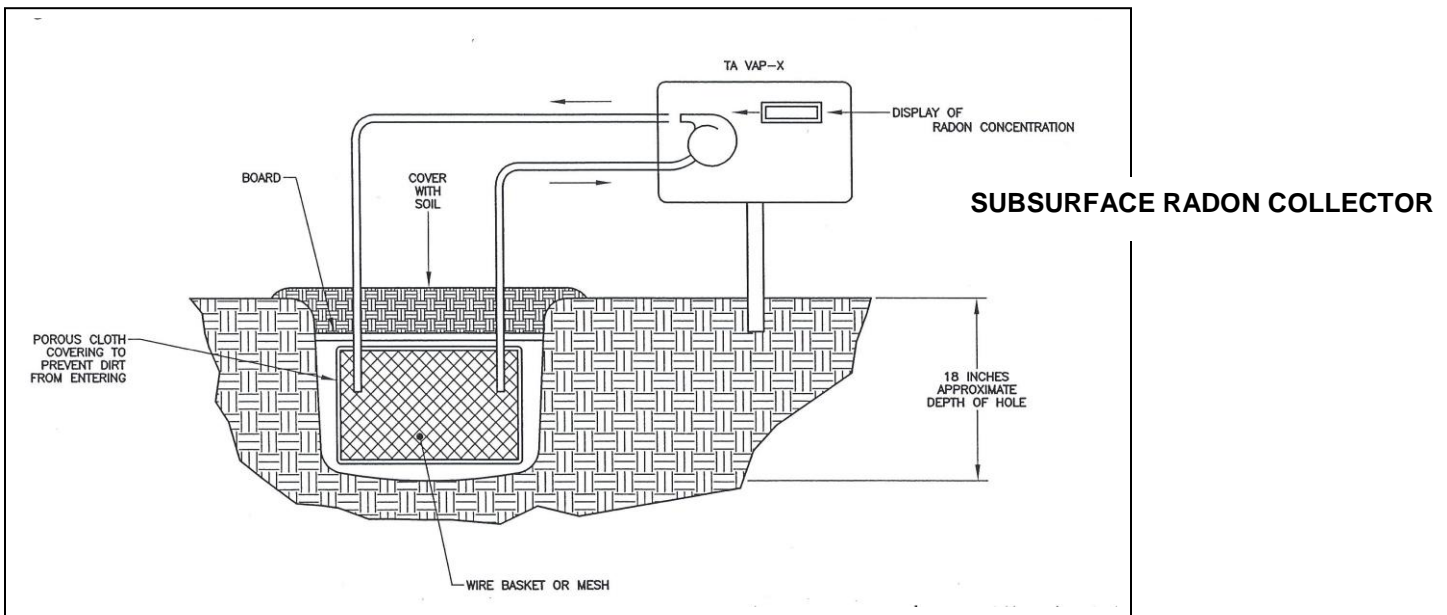 TA VAP-X
DISPLAY OF
RADON CONCENTRATION
BOARD
COVER
WITH
SOIL
SUBSURFACE RADON COLLECTOR
POROUS CLOTH
COVERING TO
PREVENT DIRT
FROM ENTERING
18 INCHES
APPROXIMATE
DEPTH OF HOLE
WIRE BASKET OR MESH